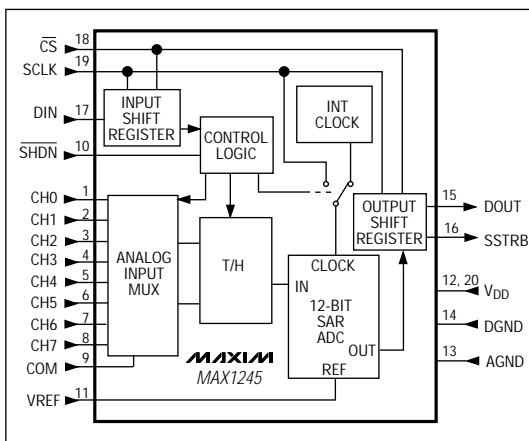 CS 18
SCLK 19
DIN 17
SHDN 10
CH0 1
CH1 2
CH2 3
CH3 4
CH4 5
CH5 6
CH6 7
CH7 8
COM 9
VREF 11
INPUT
SHIFT
REGISTER
CONTROL
LOGIC
INT
CLOCK
OUTPUT
SHIFT
REGISTER
ANALOG
INPUT
MUX
T/H
CLOCK
IN
12-BIT
SAR
ADC
OUT
REF
MAXIM
MAX1245
15 DOUT
16 SSTRB
12, 20 VDD
14 DGND
13 AGND